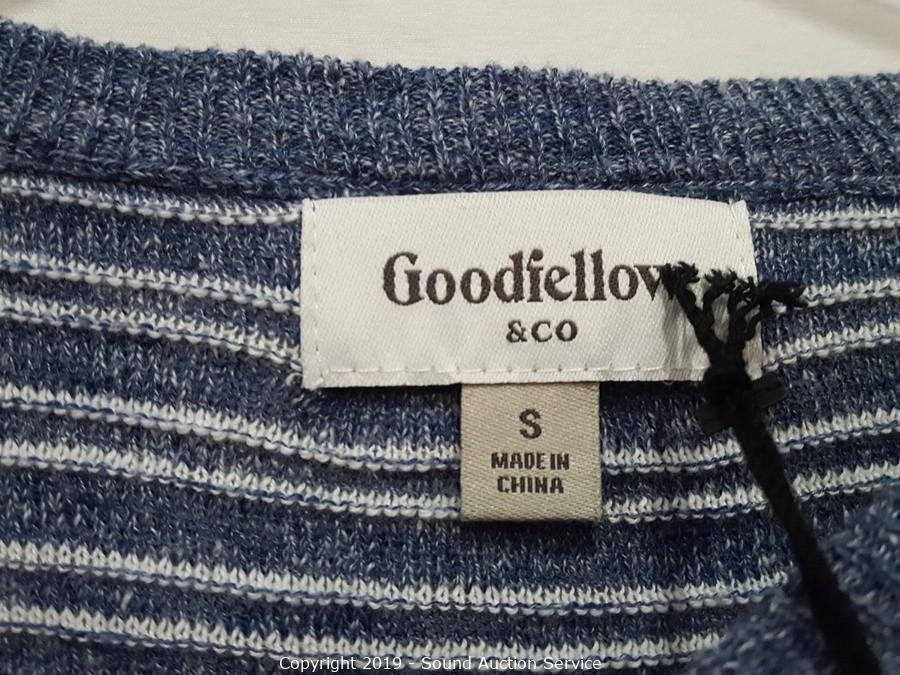 Goodfellow
&CO
S
MADE IN
CHINA
Copyright 2019 - Sound Auction Service